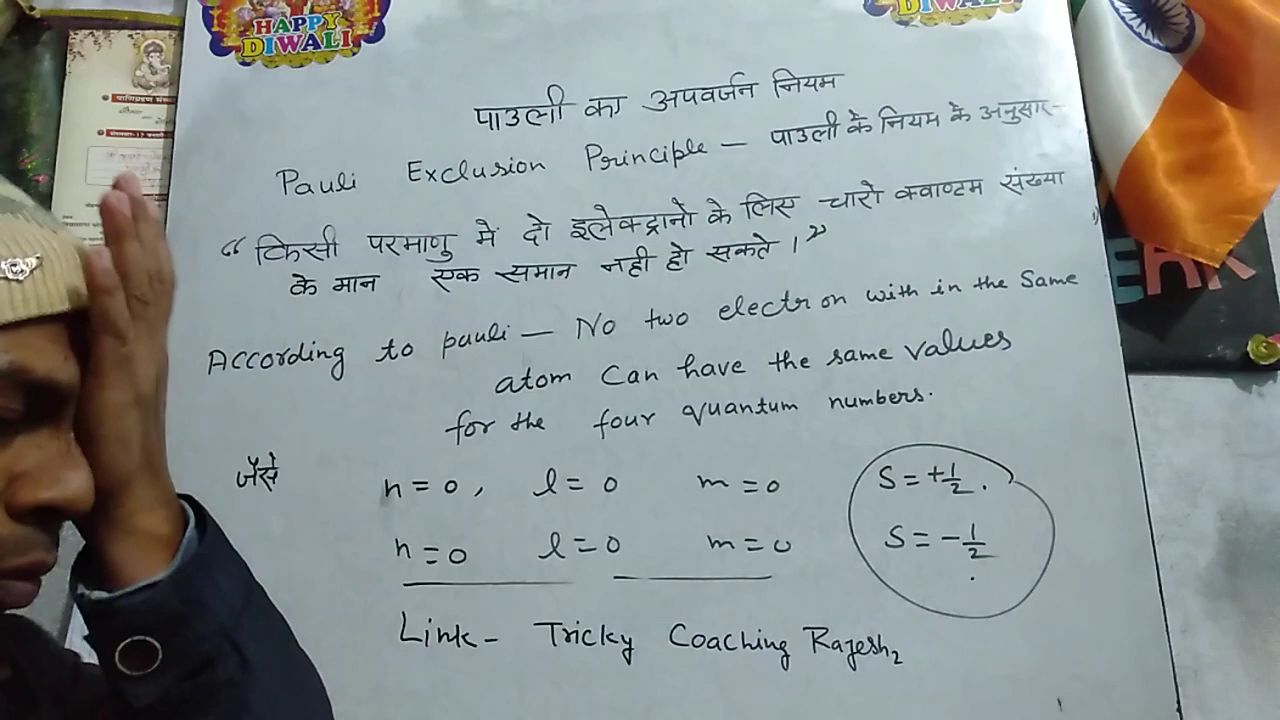 HAPPY
DIWALI
DIWALI
पाउली का अपवर्जन नियम
Pauli Exclusion Principle – पाउली के नियम के अनुसार–
“किसी परमाणु में दो इलेक्ट्रानो के लिए चारो क्वाण्टम संख्या
के मान एक समान नही हो सकते।”
According to pauli – No two electron with in the Same
atom Can have the same values
for the four quantum numbers.
जैसे
n = 0, l = 0 m = 0 S = +1/2.
n = 0 l = 0 m = 0 S = -1/2.
Link – Tricky Coaching Rajesh2